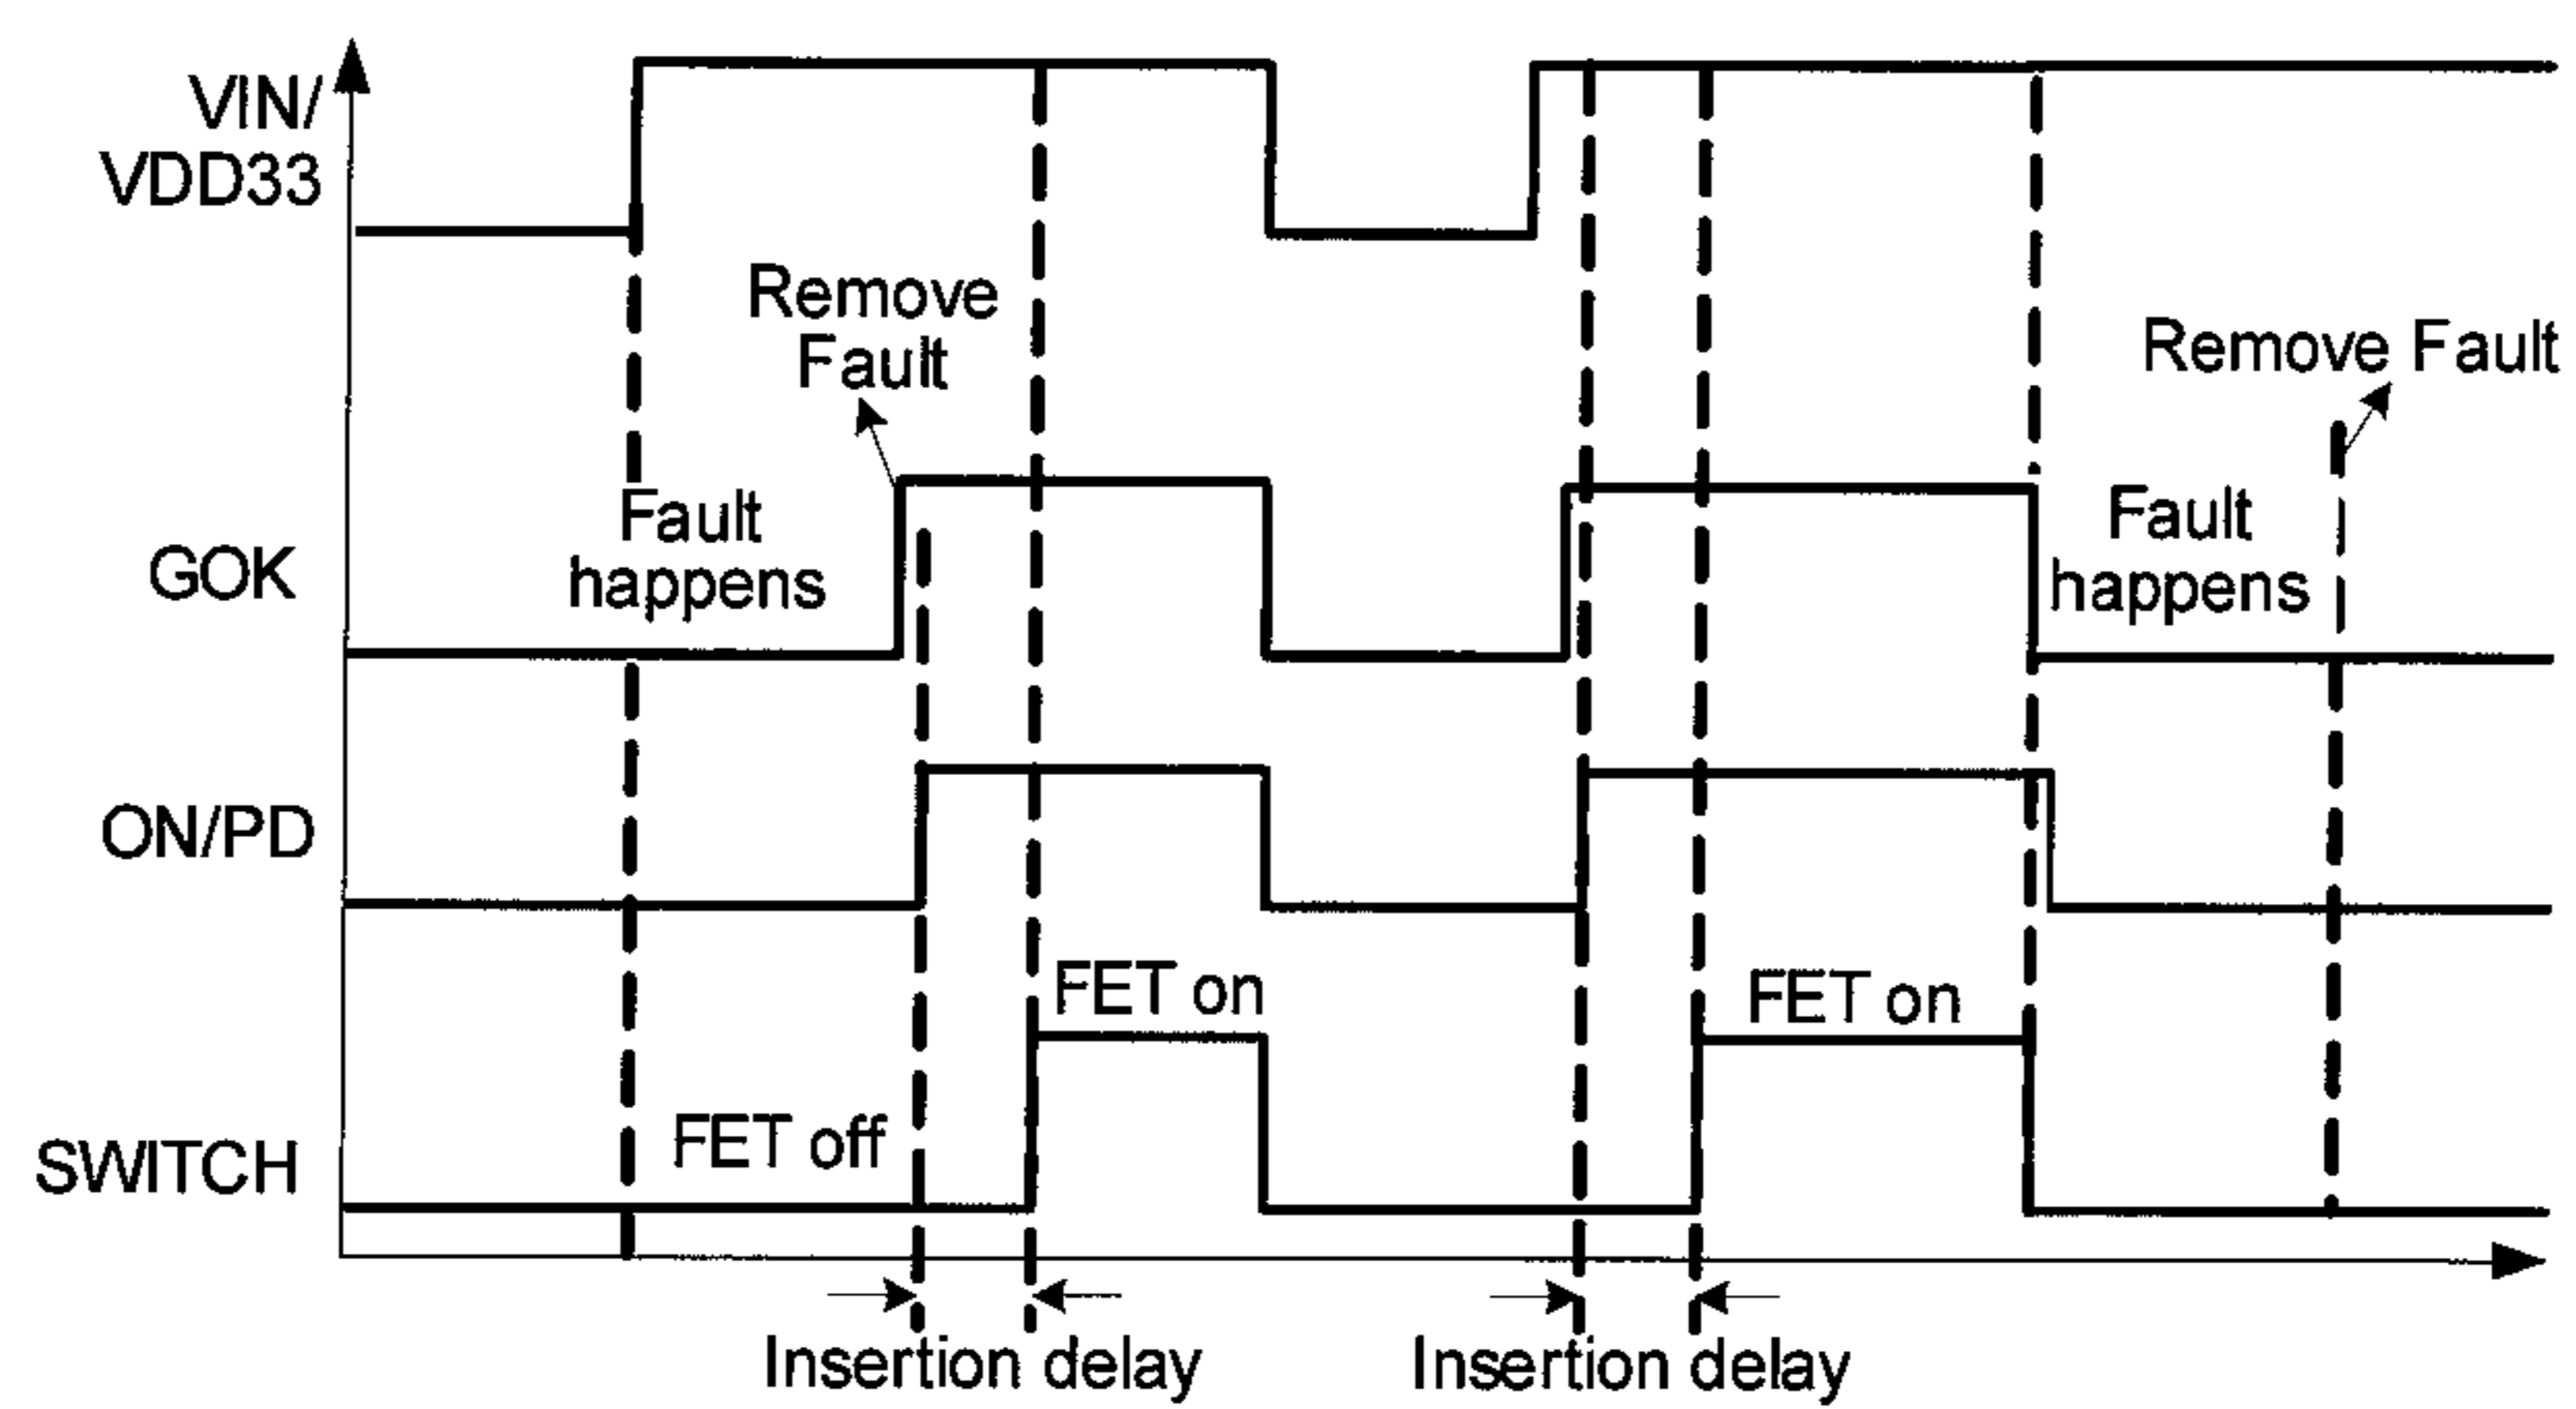 VIN/
VDD33
Remove
Fault
Remove Fault
Fault
happens
Fault
happens
GOK
ON/PD
FET on
FET on
FET off
SWITCH
Insertion delay
Insertion delay